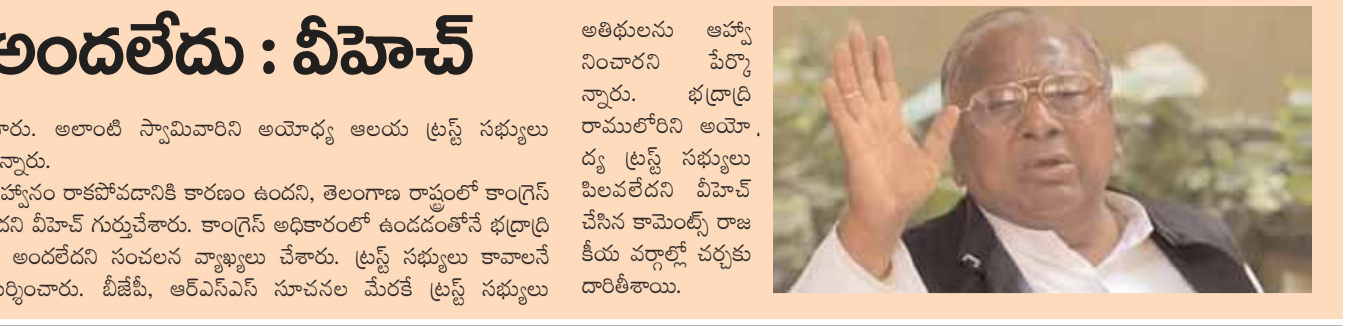 అందలేదు : వీహెచ్
అలాంటి స్వామివారిని అయోధ్య ఆలయ ట్రస్ట్ సభ్యులు
రాకపోవడానికి కారణం ఉందని, తెలంగాణ రాష్ట్రంలో కాంగ్రెస్
వీహెచ్ గుర్తుచేశారు. కాంగ్రెస్ అధికారంలో ఉండడంతోనే భద్రాద్రి
అందలేదని సంచలన వ్యాఖ్యలు చేశారు. ట్రస్ట్ సభ్యులు కావాలనే
బీజేపీ, ఆర్ఎస్ఎస్ సూచనల మేరకే ట్రస్ట్ సభ్యులు
అతిథులను ఆహ్వా
నించారని పేర్కొ
న్నారు. భద్రాద్రి
రాములోరిని అయో
ద్య ట్రస్ట్ సభ్యులు
పిలవలేదని వీహెచ్
చేసిన కామెంట్స్ రాజ
కీయ వర్గాల్లో చర్చకు
దారితీశాయి.